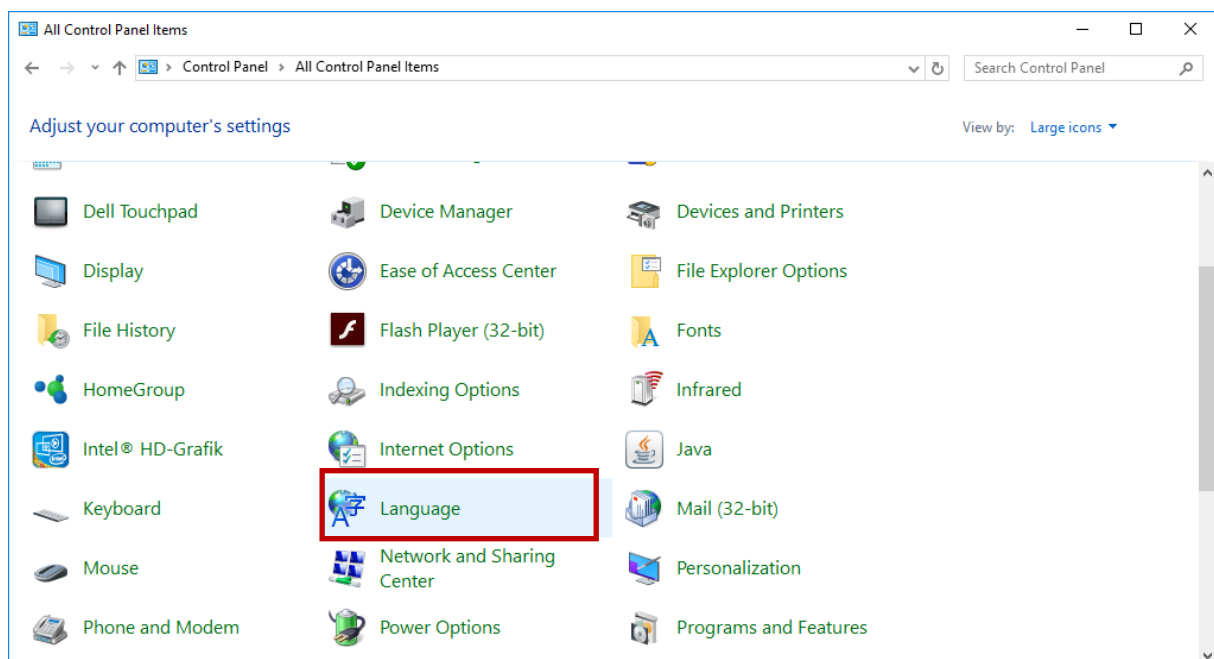 All Control Panel Items
Control Panel > All Control Panel Items
Search Control Panel
Adjust your computer's settings
View by: Large icons
Dell Touchpad
Device Manager
Devices and Printers
Display
Ease of Access Center
File Explorer Options
File History
Flash Player (32-bit)
Fonts
HomeGroup
Indexing Options
Infrared
Intel® HD-Grafik
Internet Options
Java
Keyboard
Language
Mail (32-bit)
Mouse
Network and Sharing
Center
Personalization
Phone and Modem
Power Options
Programs and Features